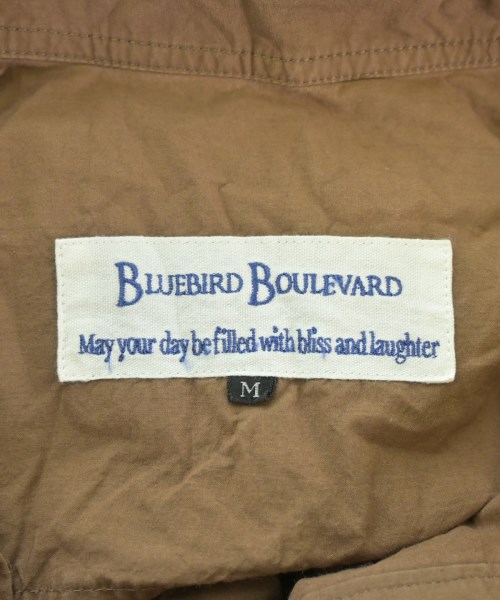 BLUEBIRD BOULEVARD
May your day be filled with bliss and laughter
M